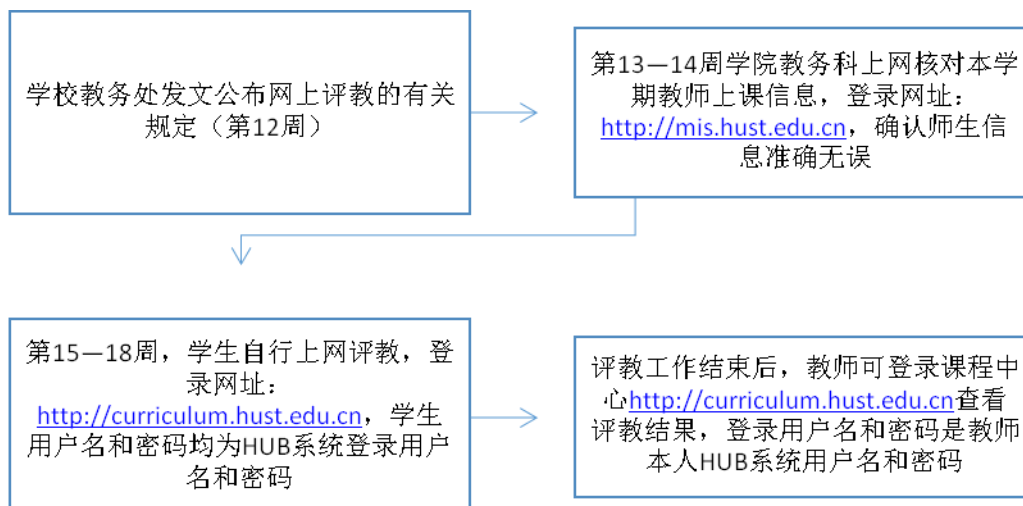 学校教务处发文公布网上评教的有关
规定（第12周）
第13—14周学院教务科上网核对本学
期教师上课信息，登录网址：
http://mis.hust.edu.cn，确认师生信
息准确无误
第15—18周，学生自行上网评教，登
录网址：
http://curriculum.hust.edu.cn，学生
用户名和密码均为HUB系统登录用户
名和密码
评教工作结束后，教师可登录课程中
心http://curriculum.hust.edu.cn查看
评教结果，登录用户名和密码是教师
本人HUB系统用户名和密码